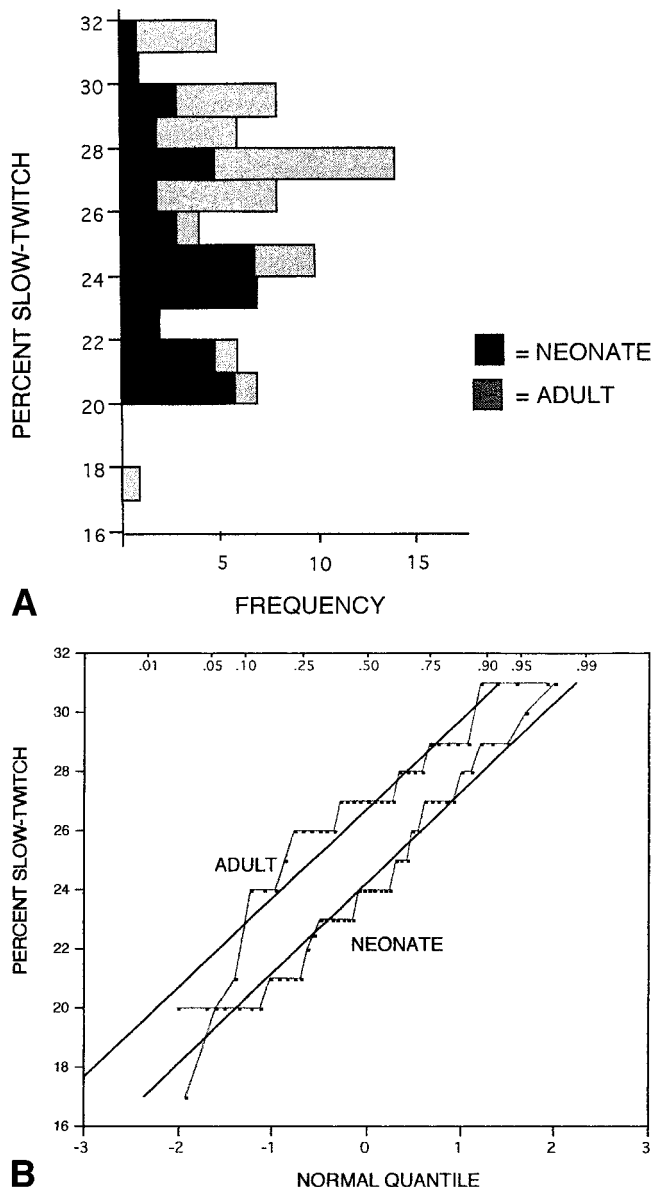 32
30
28
26
24
22
20
18
16
PERCENT SLOW-TWITCH
5 10 15
FREQUENCY
= NEONATE
= ADULT
A
32
30
28
26
24
22
20
18
16
PERCENT SLOW-TWITCH
.01 .05 .10 .25 .50 .75 .90 .95 .99
ADULT
NEONATE
-3 -2 -1 0 1 2 3
NORMAL QUANTILE
B